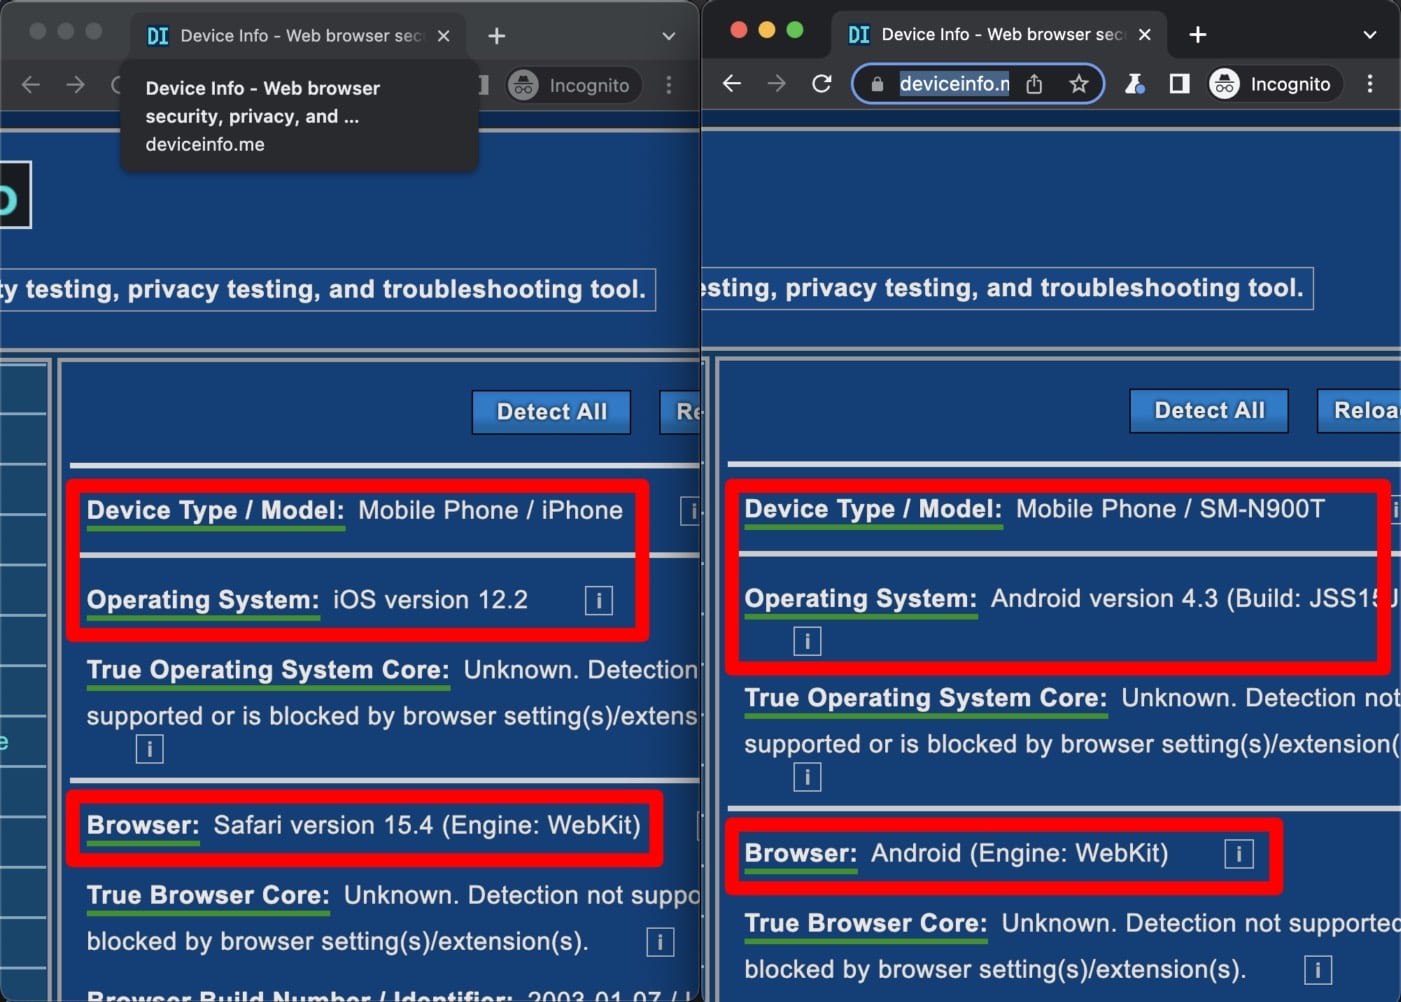 DI Device Info - Web browser sec
Incognito
Device Info - Web browser
security, privacy, and ...
deviceinfo.me
ty testing, privacy testing, and troubleshooting tool.
Detect All
Re
Device Type / Model: Mobile Phone / iPhone
i
Operating System: iOS version 12.2
i
True Operating System Core: Unknown. Detection
supported or is blocked by browser setting(s)/extens
i
e
Browser: Safari version 15.4 (Engine: WebKit)
True Browser Core: Unknown. Detection not suppo
blocked by browser setting(s)/extension(s).
i
Browser Build Number / Identifier: 2003-01-07 /
DI Device Info - Web browser sec
deviceinfo.m
Incognito
esting, privacy testing, and troubleshooting tool.
Detect All
Reloa
Device Type / Model: Mobile Phone / SM-N900T
i
Operating System: Android version 4.3 (Build: JSS15J
i
True Operating System Core: Unknown. Detection not
supported or is blocked by browser setting(s)/extension(
i
Browser: Android (Engine: WebKit)
i
True Browser Core: Unknown. Detection not supported
blocked by browser setting(s)/extension(s).
i